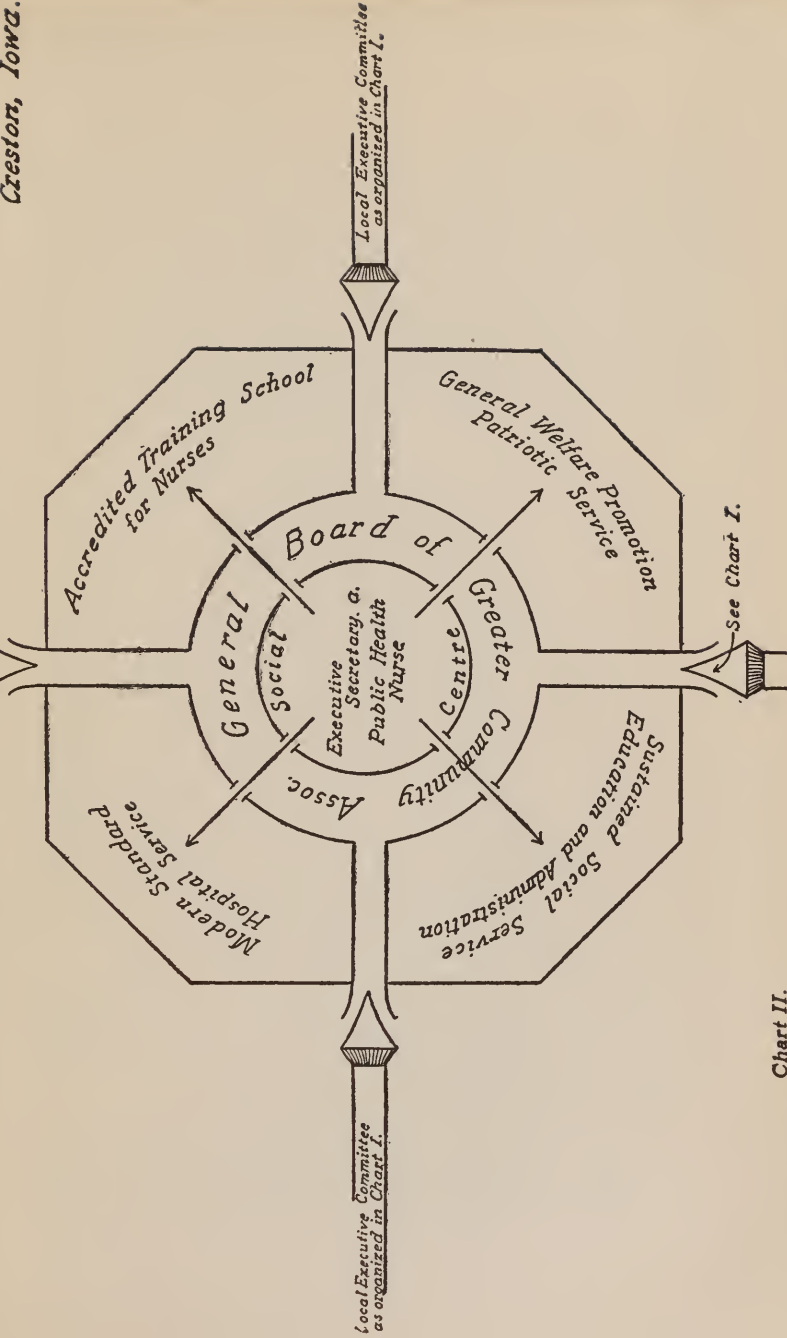 Creston, Iowa.
Local Executive Committee
as organized in Chart I.
Accredited Training School
for Nurses
General Welfare Promotion
Patriotic Service
General Board of
Greater Community Assoc.
Social Centre
Executive
Secretary. a.
Public Health
Nurse
Modern Standard
Hospital Service
Sustained Social Service
Education and Administration
See Chart I.
Local Executive Committee
as organized in Chart I.
Chart II.